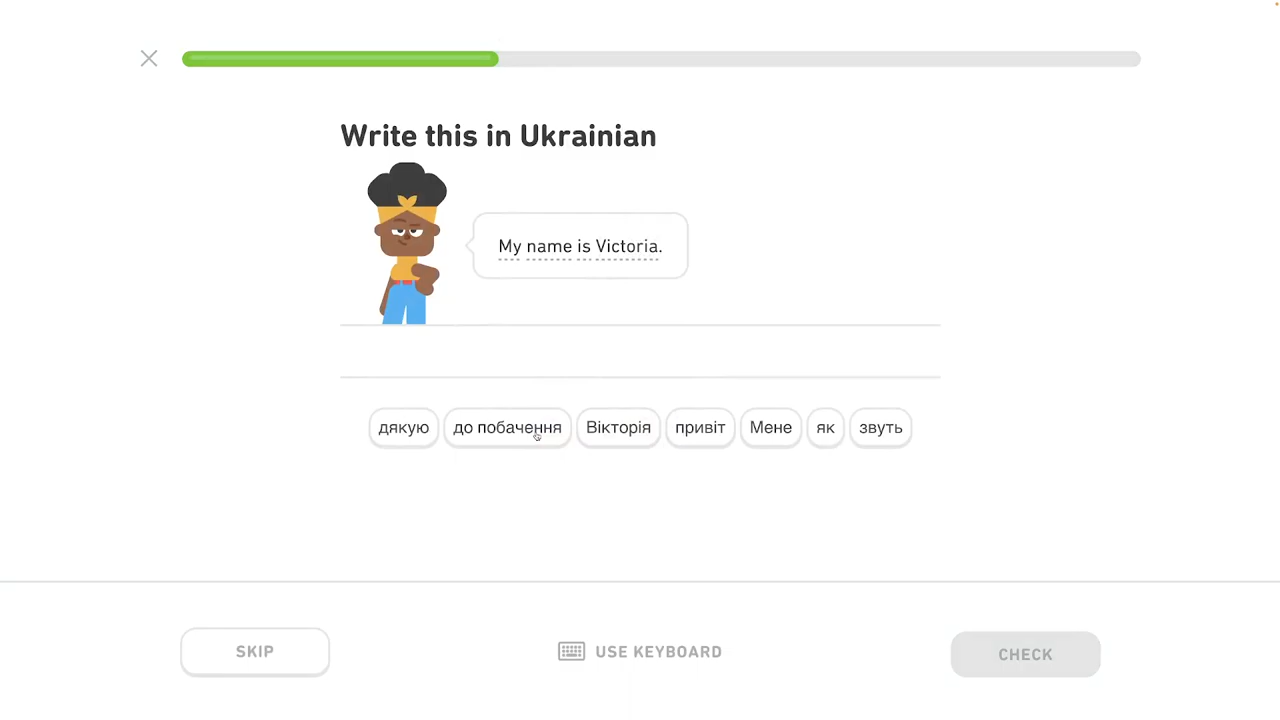 Write this in Ukrainian
My name is Victoria.
дякую до побачення Вікторія привіт Мене як звуть
SKIP USE KEYBOARD CHECK